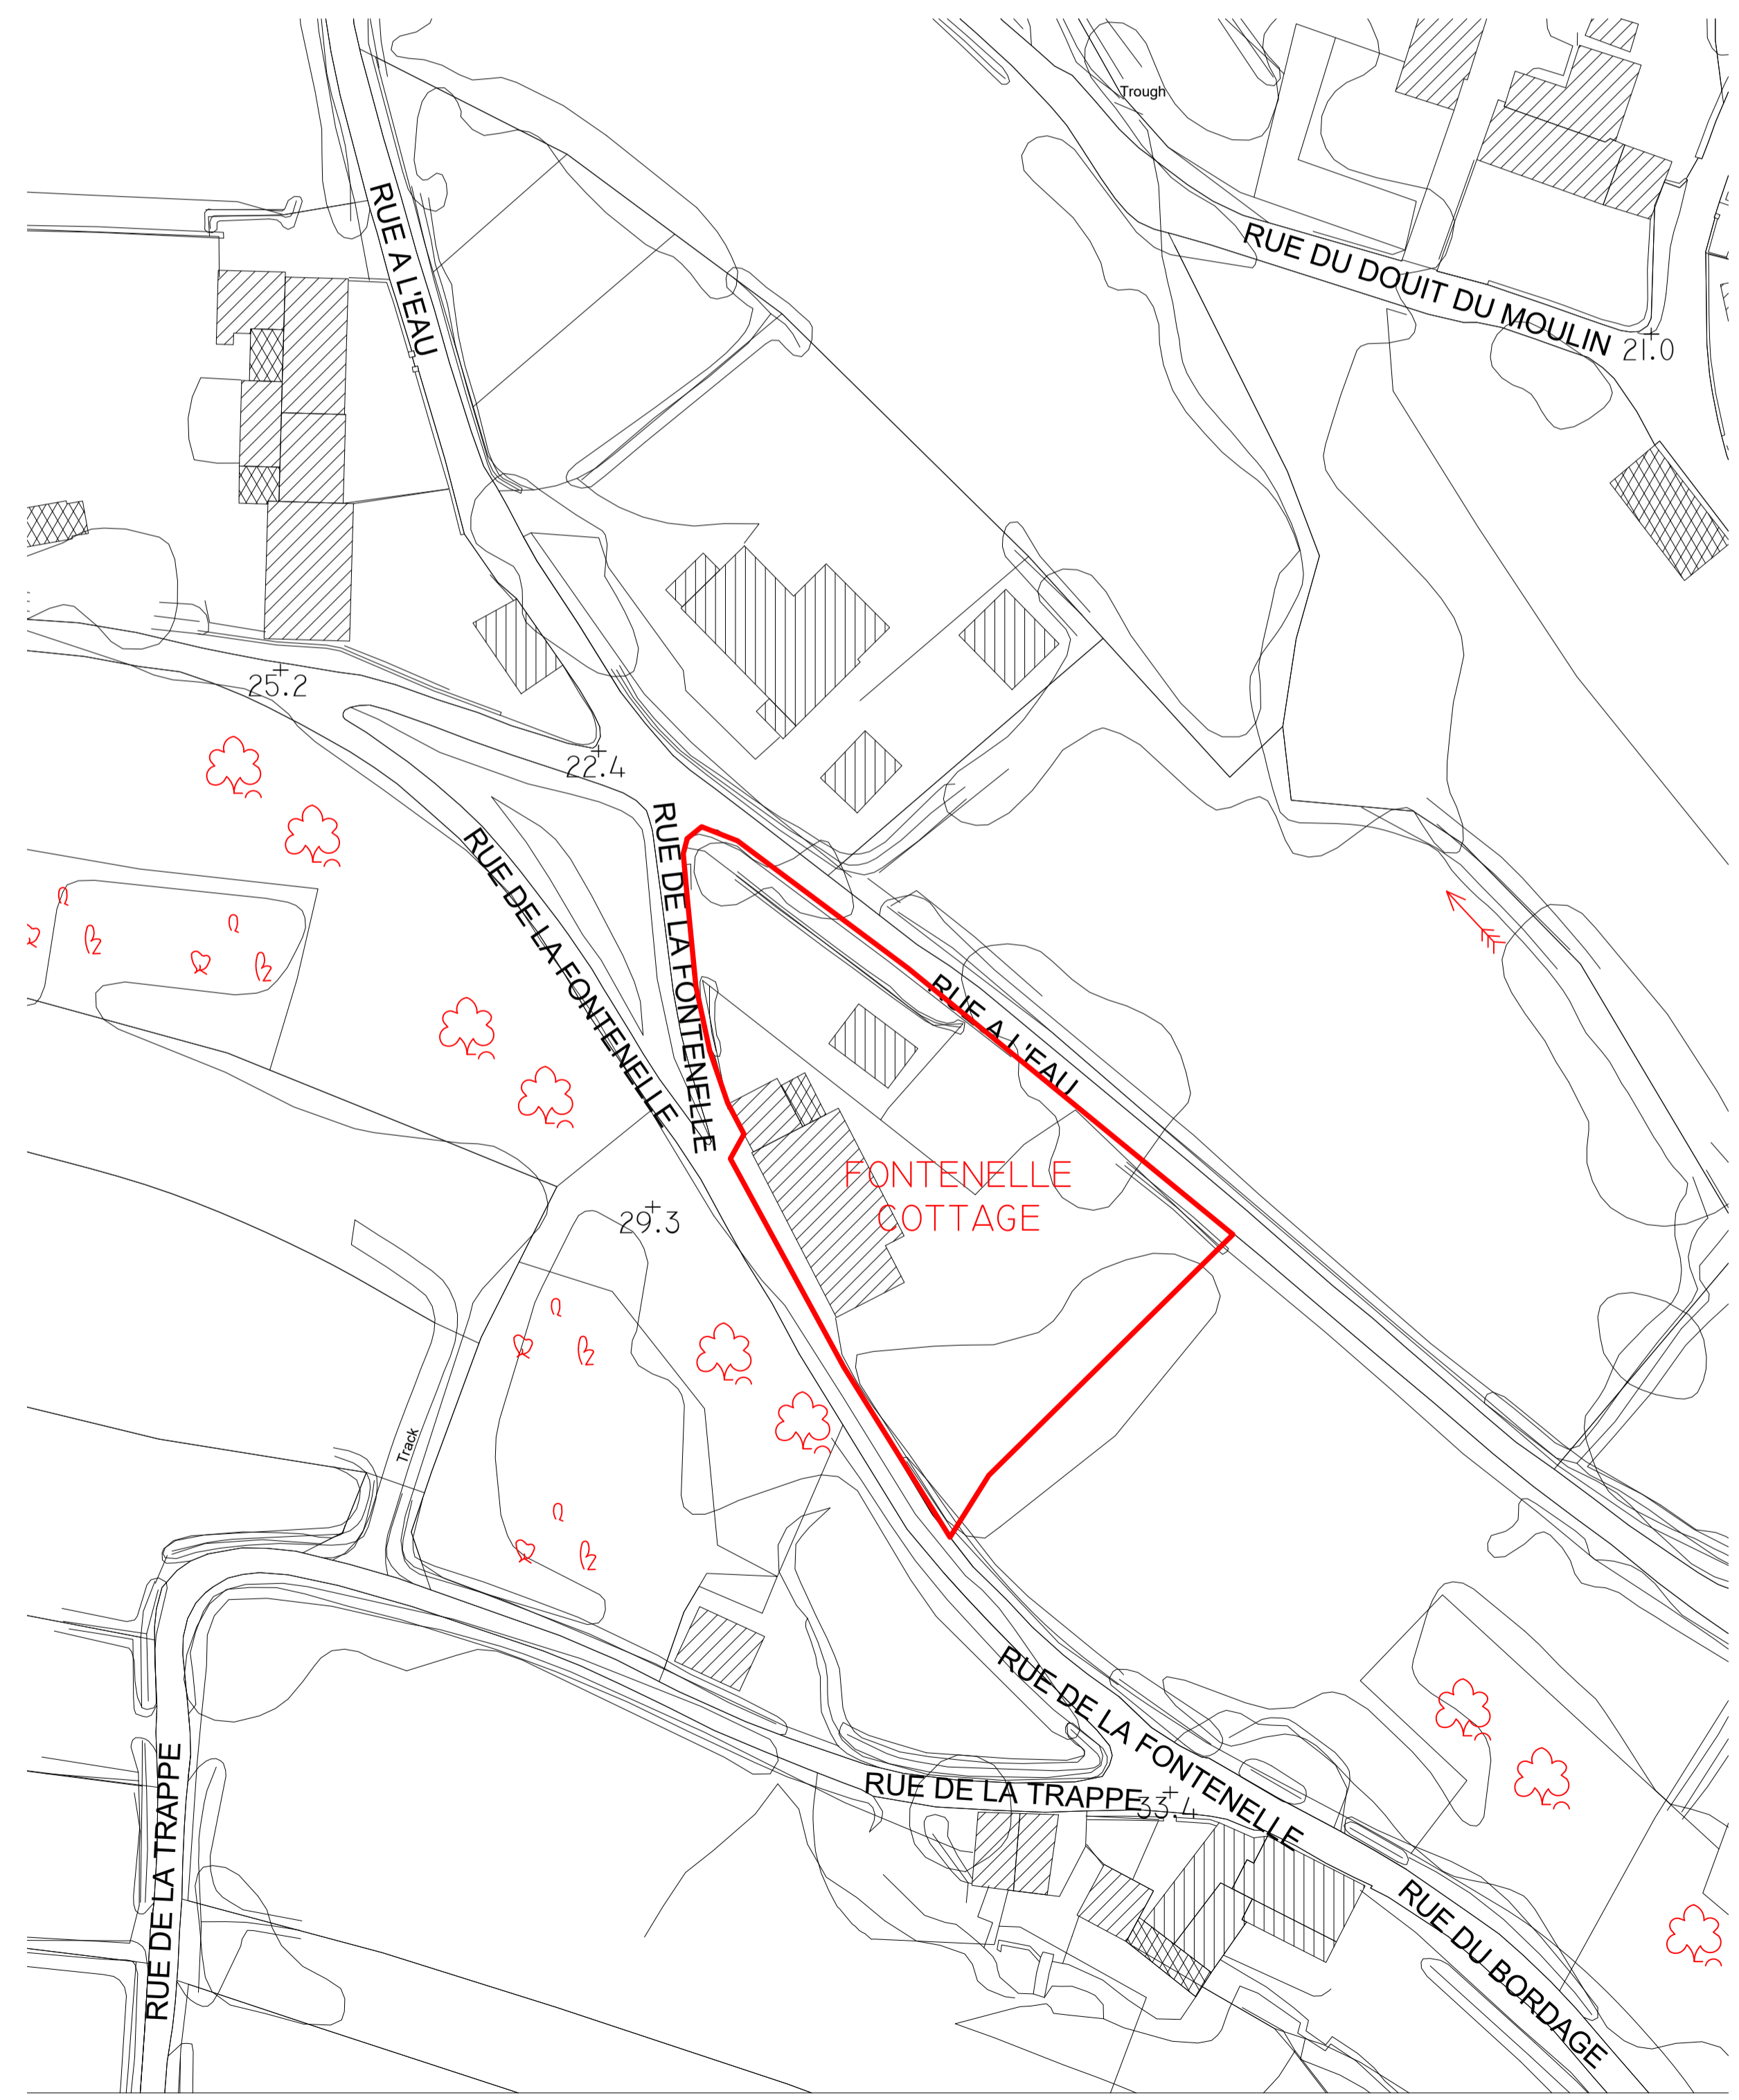 Trough
RUE A L'EAU
RUE DU DOUIT DU MOULIN
21.0
25.2
22.4
RUE DE LA FONTENELLE
RUE DE LA FONTENELLE
RUE A L'EAU
FONTENELLE
COTTAGE
29.3
Track
RUE DE LA FONTENELLE
RUE DE LA TRAPPE
RUE DE LA TRAPPE
33.4
RUE DU BORDAGE